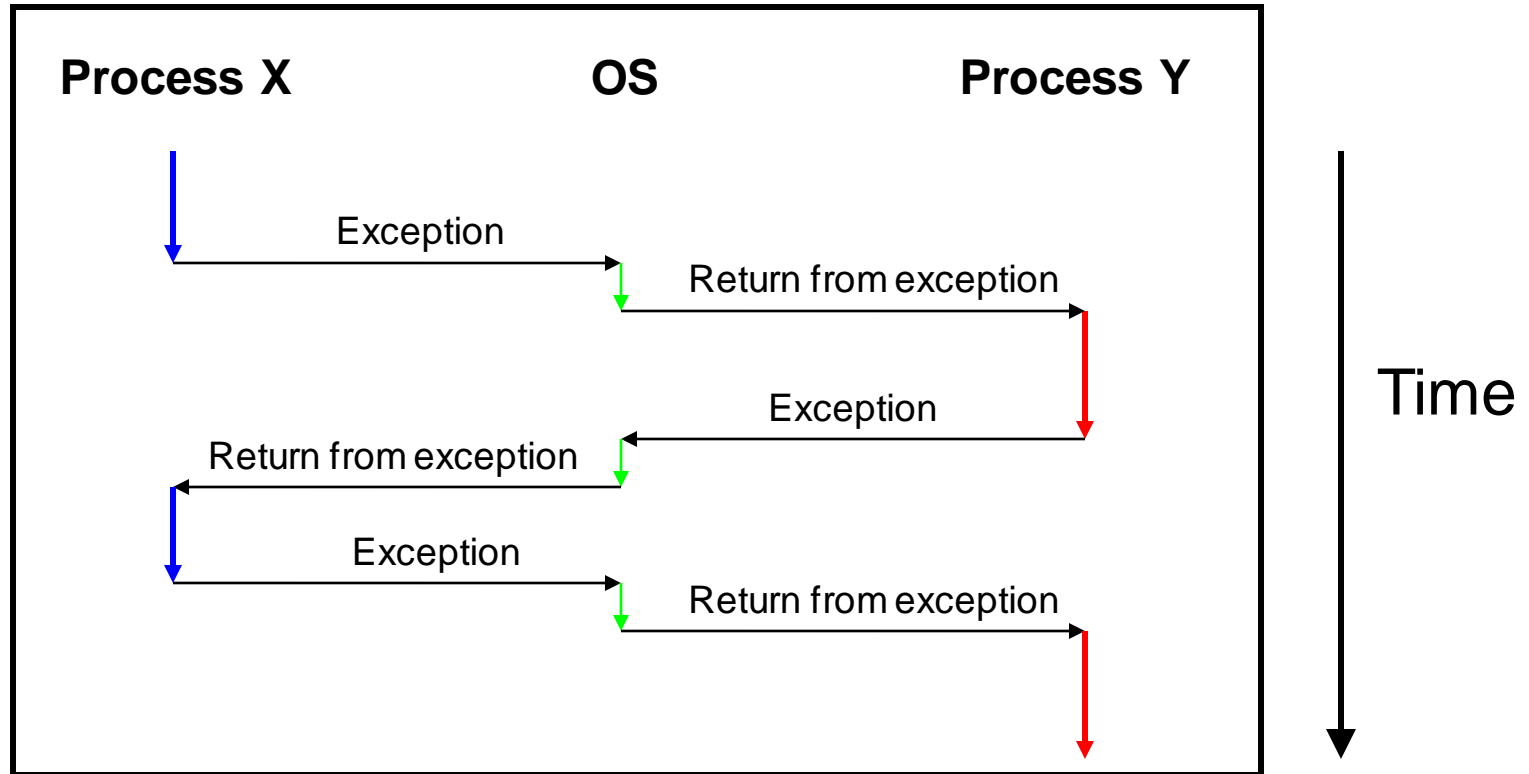 Process X OS Process Y
Exception
Return from exception
Time
Exception
Return from exception
Exception
Return from exception